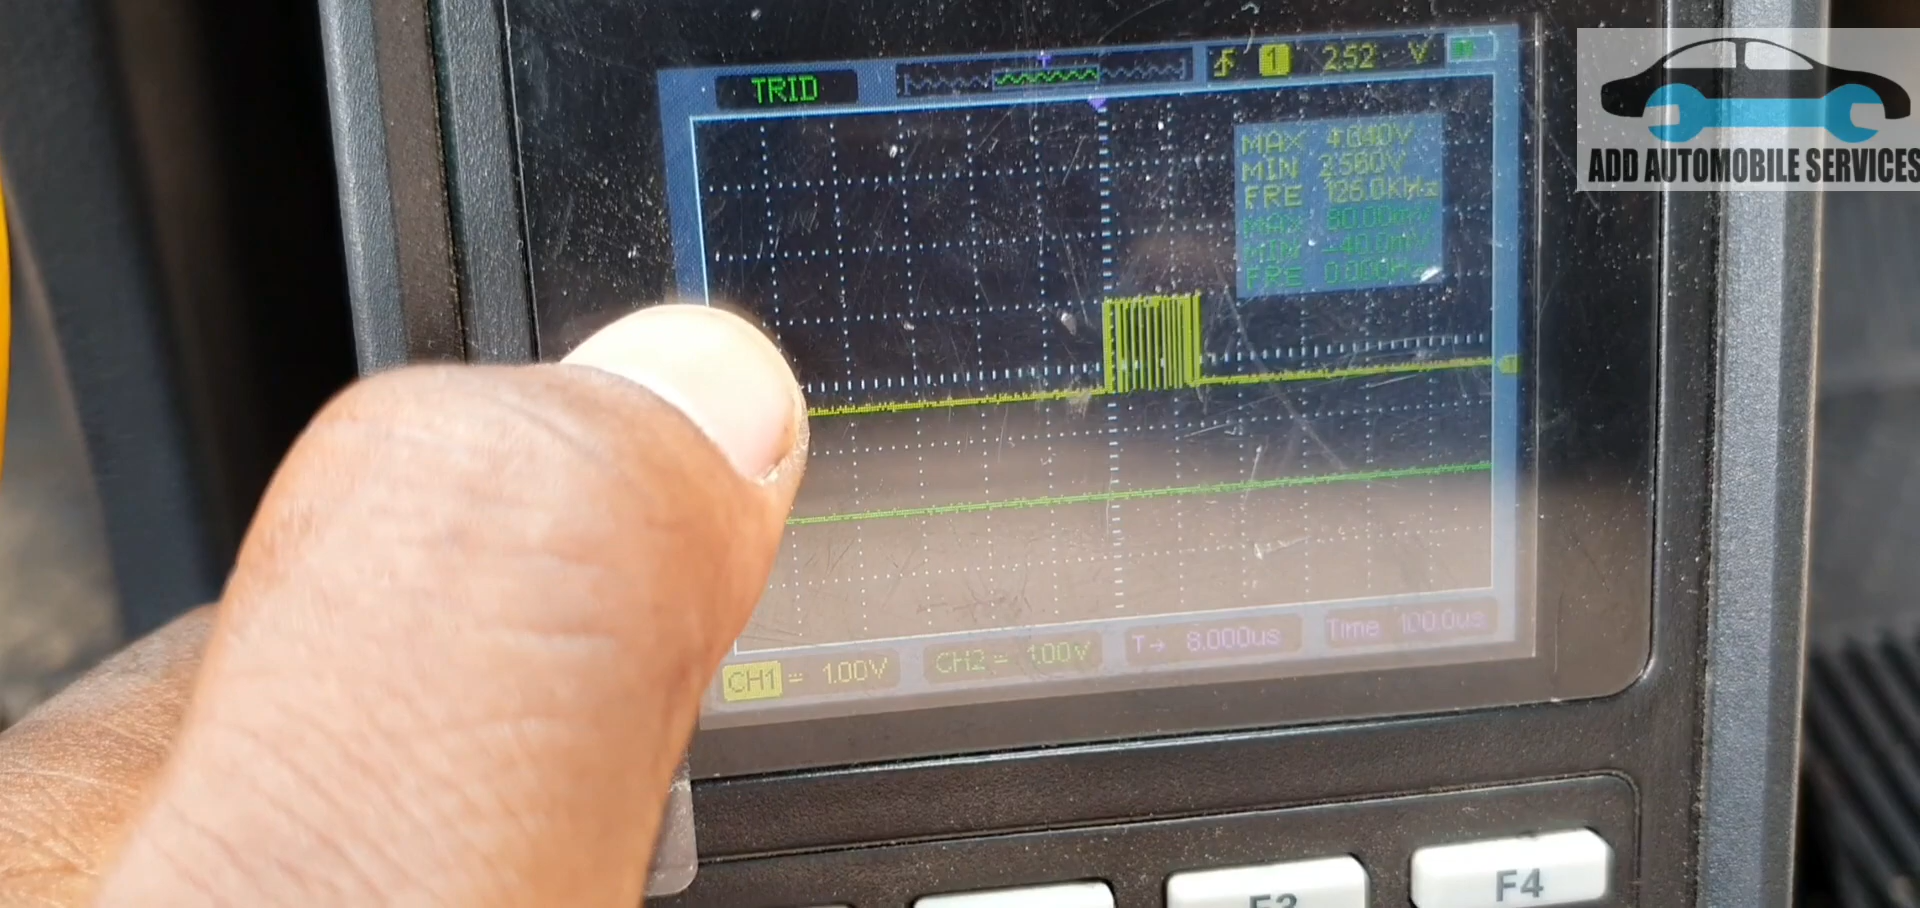 TRID
1 2.52 V
MAX 4.040V
MIN 2.560V
FRE 126.0KHz
MAX 80.00mV
MIN -40.0mV
FRE 0.000Hz
CH1 = 1.00V
CH2 = 1.00V
T→ 8.000us
Time 100.0us
F3
F4
ADD AUTOMOBILE SERVICES